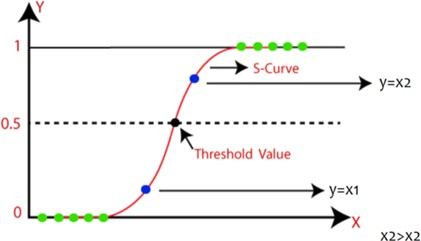 Y
1
S-Curve
y=x2
0.5
Threshold Value
y=x1
0
X
x2>x2